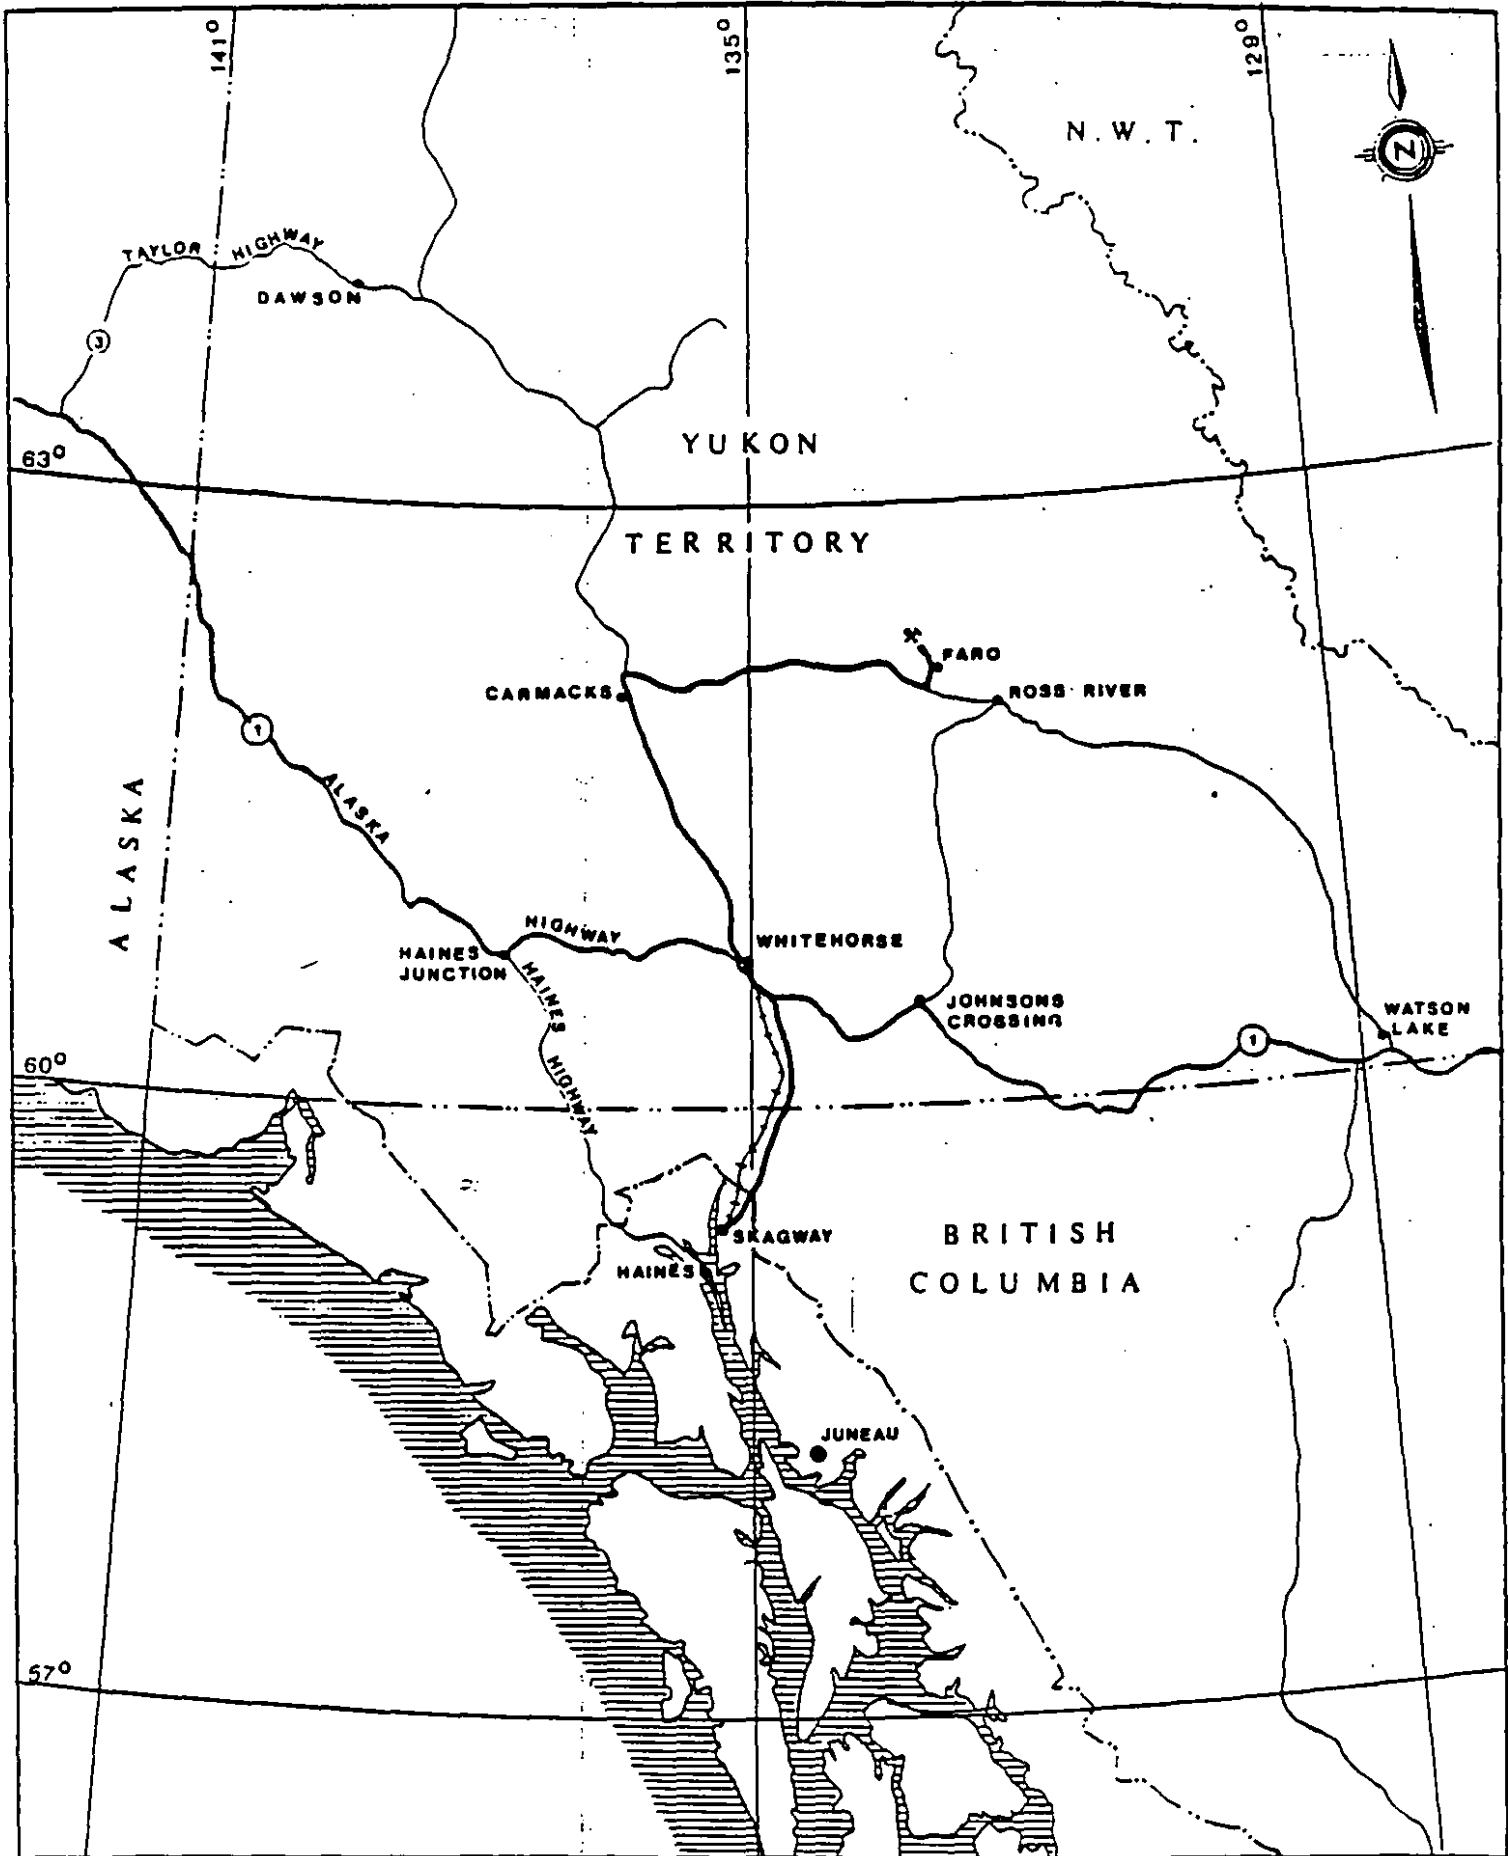 141°
135°
129°
N.W.T.
N
TAYLOR HIGHWAY
DAWSON
3
YUKON
63°
TERRITORY
FARO
CARMACKS
ROSS RIVER
1
ALASKA
ALASKA
HIGHWAY
WHITEHORSE
HAINES
JUNCTION
HAINES
HIGHWAY
JOHNSONS
CROSSING
WATSON
LAKE
1
60°
SKAGWAY
BRITISH
COLUMBIA
HAINES
JUNEAU
57°